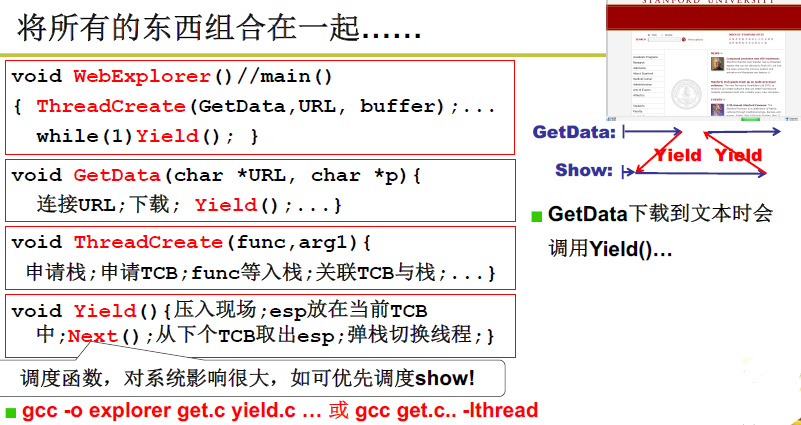 将所有的东西组合在一起……
STANFORD UNIVERSITY
void WebExplorer()//main()
{ ThreadCreate(GetData,URL, buffer);...
while(1)Yield(); }
void GetData(char *URL, char *p){
连接URL;下载; Yield();...}
void ThreadCreate(func,arg1){
申请栈;申请TCB;func等入栈;关联TCB与栈;...}
void Yield(){压入现场;esp放在当前TCB
中;Next();从下个TCB取出esp;弹栈切换线程;}
调度函数，对系统影响很大，如可优先调度show!
gcc -o explorer get.c yield.c … 或 gcc get.c.. -lthread
GetData:
Yield Yield
Show:
GetData下载到文本时会
调用Yield()…